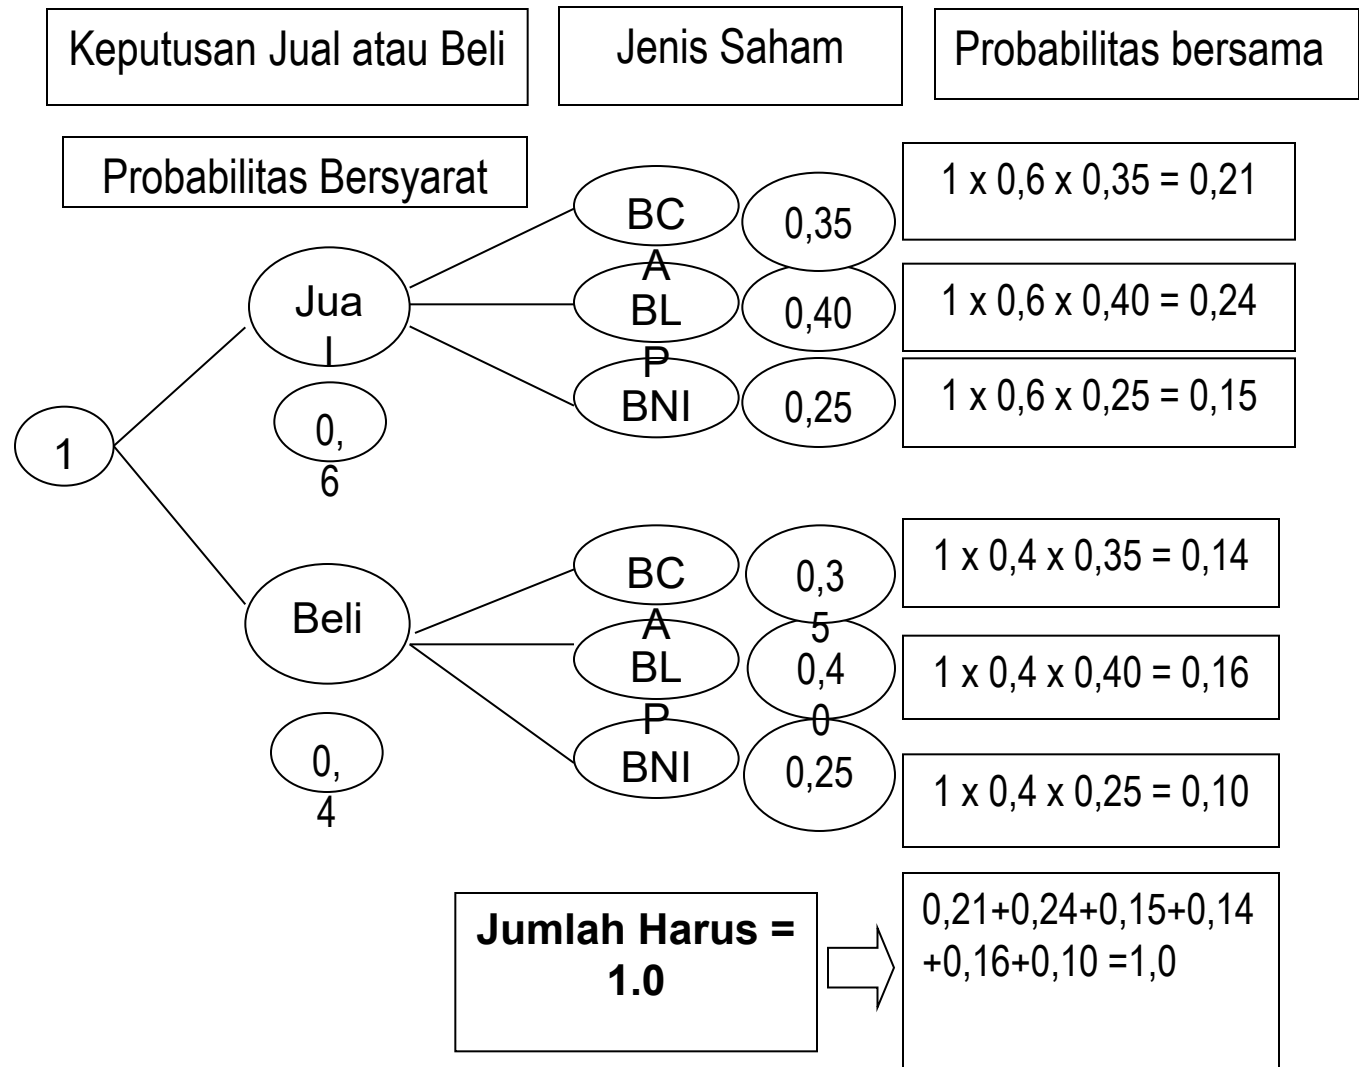 Keputusan Jual atau Beli
Jenis Saham
Probabilitas bersama
Probabilitas Bersyarat
BC
A
0,35
1 x 0,6 x 0,35 = 0,21
Jua
l
BL
P
0,40
1 x 0,6 x 0,40 = 0,24
BNI
0,25
1 x 0,6 x 0,25 = 0,15
0,
6
1
BC
A
0,3
5
1 x 0,4 x 0,35 = 0,14
Beli
BL
P
0,4
0
1 x 0,4 x 0,40 = 0,16
0,
4
BNI
0,25
1 x 0,4 x 0,25 = 0,10
Jumlah Harus =
1.0
0,21+0,24+0,15+0,14
+0,16+0,10 =1,0